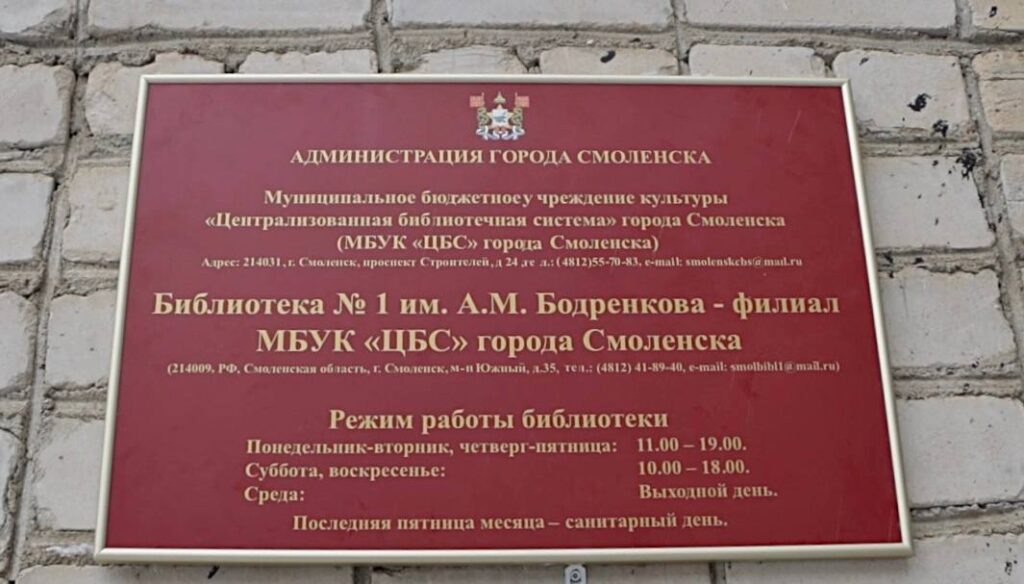 АДМИНИСТРАЦИЯ ГОРОДА СМОЛЕНСКА
Муниципальное бюджетноеу чреждение культуры
«Централизованная библиотечная система» города Смоленска
(МБУК «ЦБС» города Смоленска)
Адрес: 214031, г. Смоленск, проспект Строителей, д 24 ,те л.: (4812)55-70-83, e-mail: smolenskcbs@mail.ru
Библиотека № 1 им. А.М. Бодренкова - филиал
МБУК «ЦБС» города Смоленска
(214009, РФ, Смоленская область, г. Смоленск, м-н Южный, д.35, тел.: (4812) 41-89-40, e-mail: smolbibl1@mail.ru)
Режим работы библиотеки
Понедельник-вторник, четверг-пятница: 11.00 – 19.00.
Суббота, воскресенье: 10.00 – 18.00.
Среда: Выходной день.
Последняя пятница месяца – санитарный день.